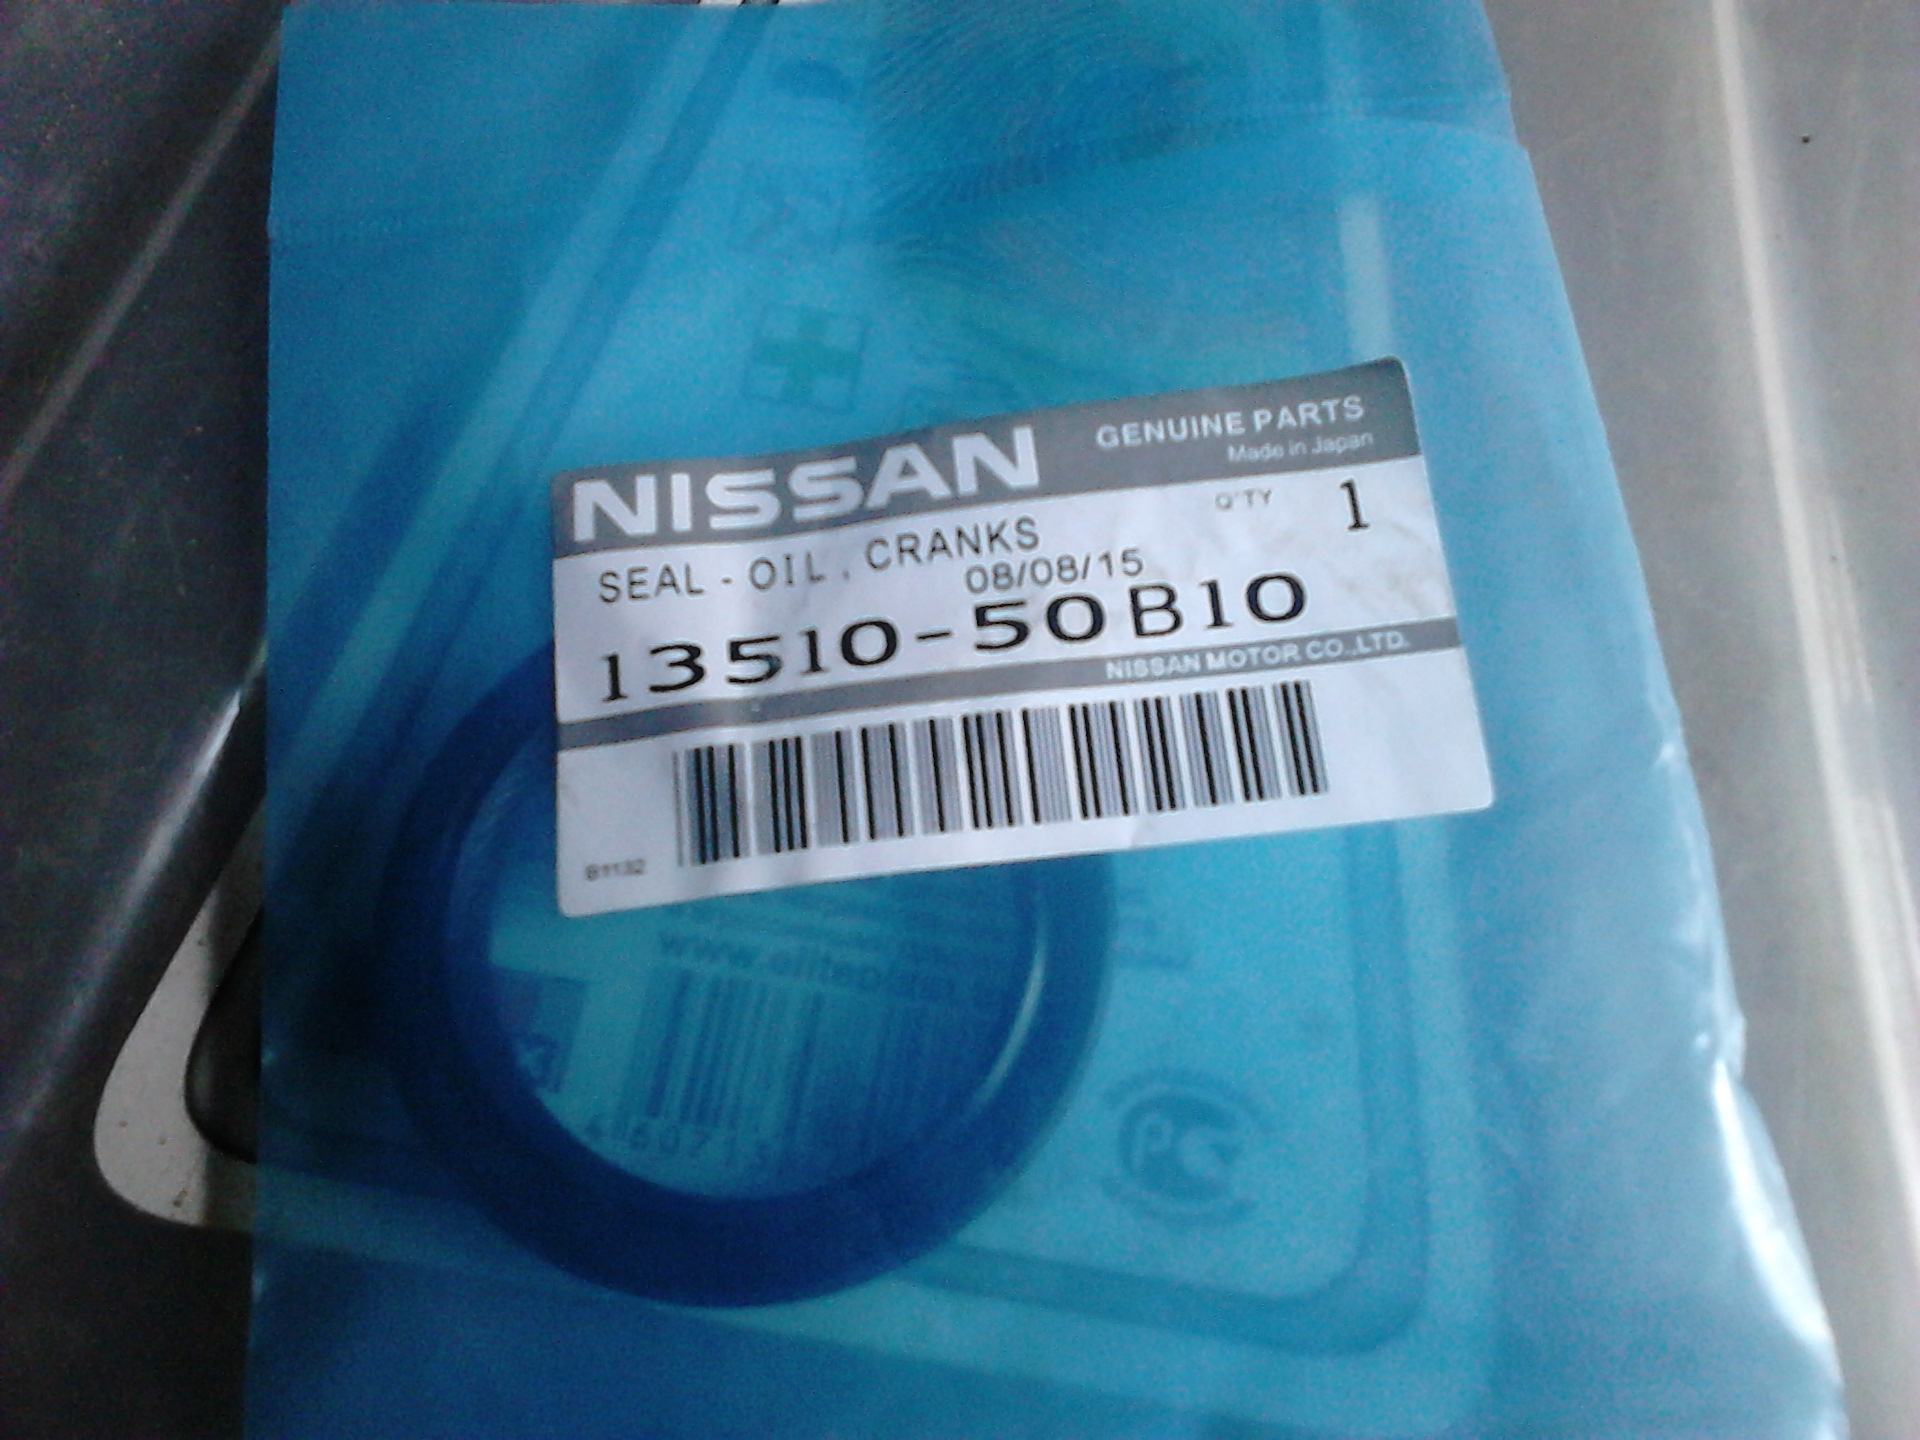 NISSAN GENUINE PARTS
Made in Japan
SEAL - OIL , CRANKS Q'TY 1
08/08/15
13510-50B10
NISSAN MOTOR CO.,LTD.
B1132